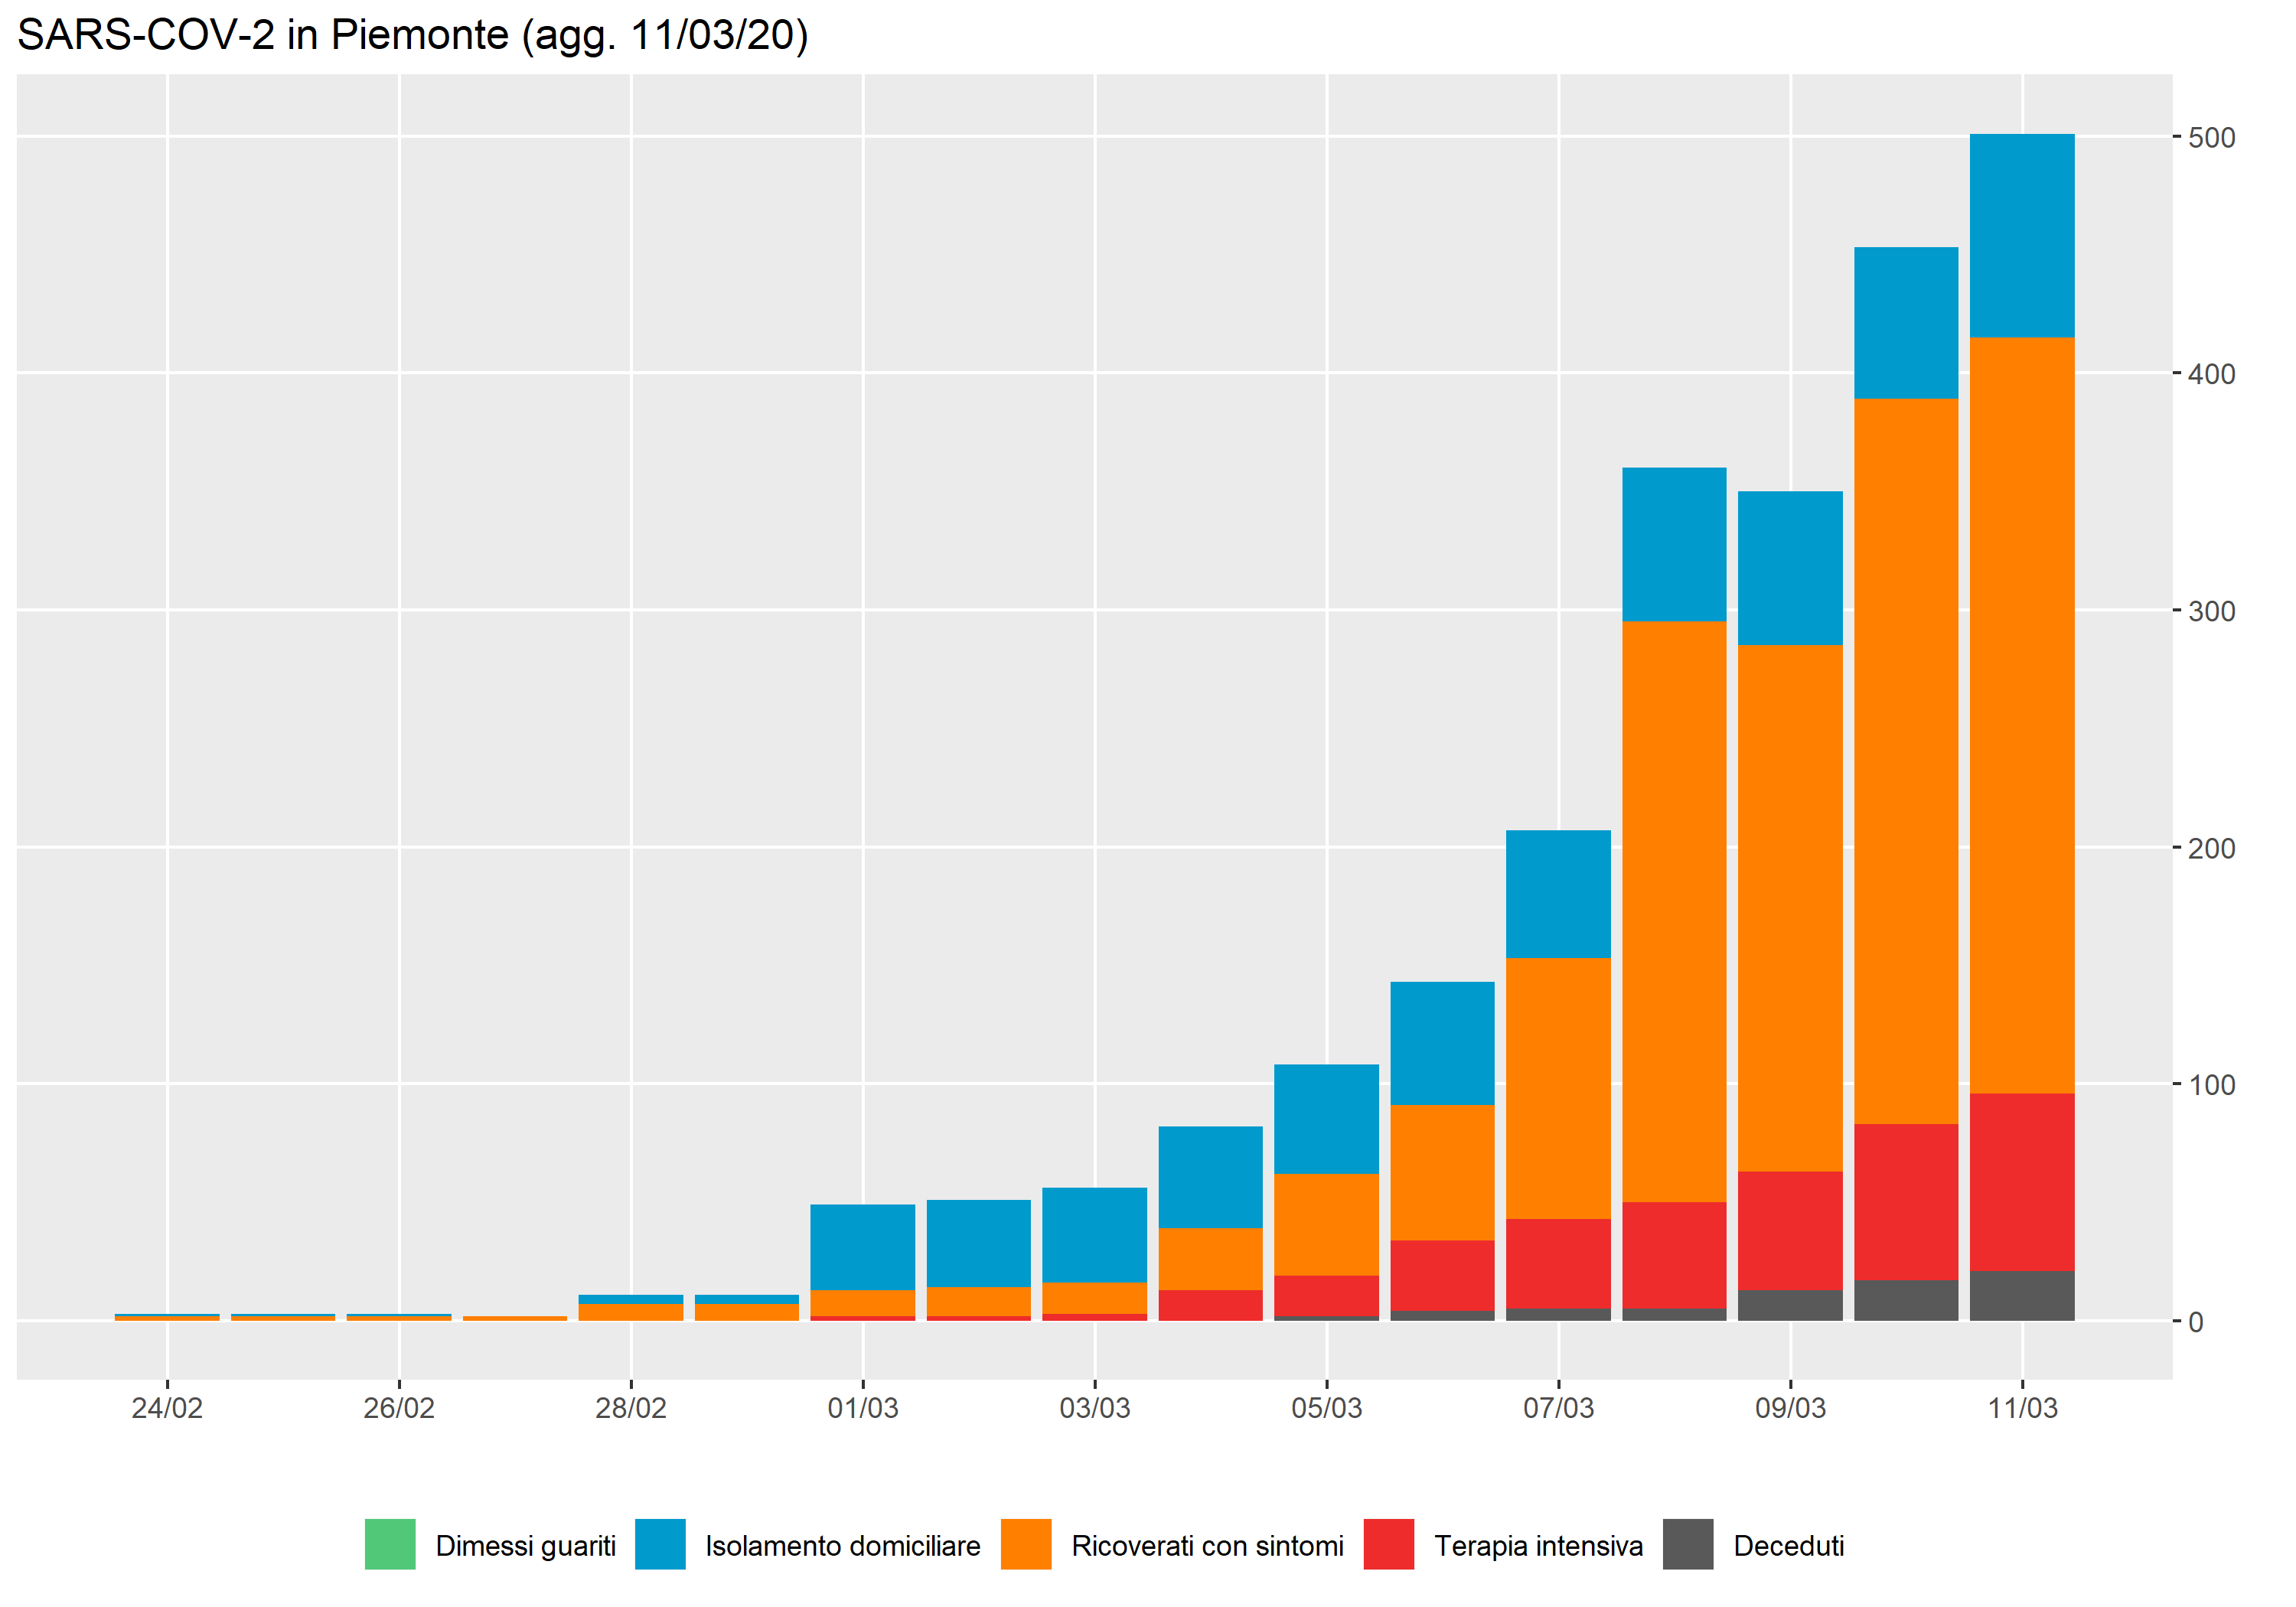 SARS-COV-2 in Piemonte (agg. 11/03/20)
500
400
300
200
100
0
24/02 26/02 28/02 01/03 03/03 05/03 07/03 09/03 11/03
Dimessi guariti Isolamento domiciliare Ricoverati con sintomi Terapia intensiva Deceduti